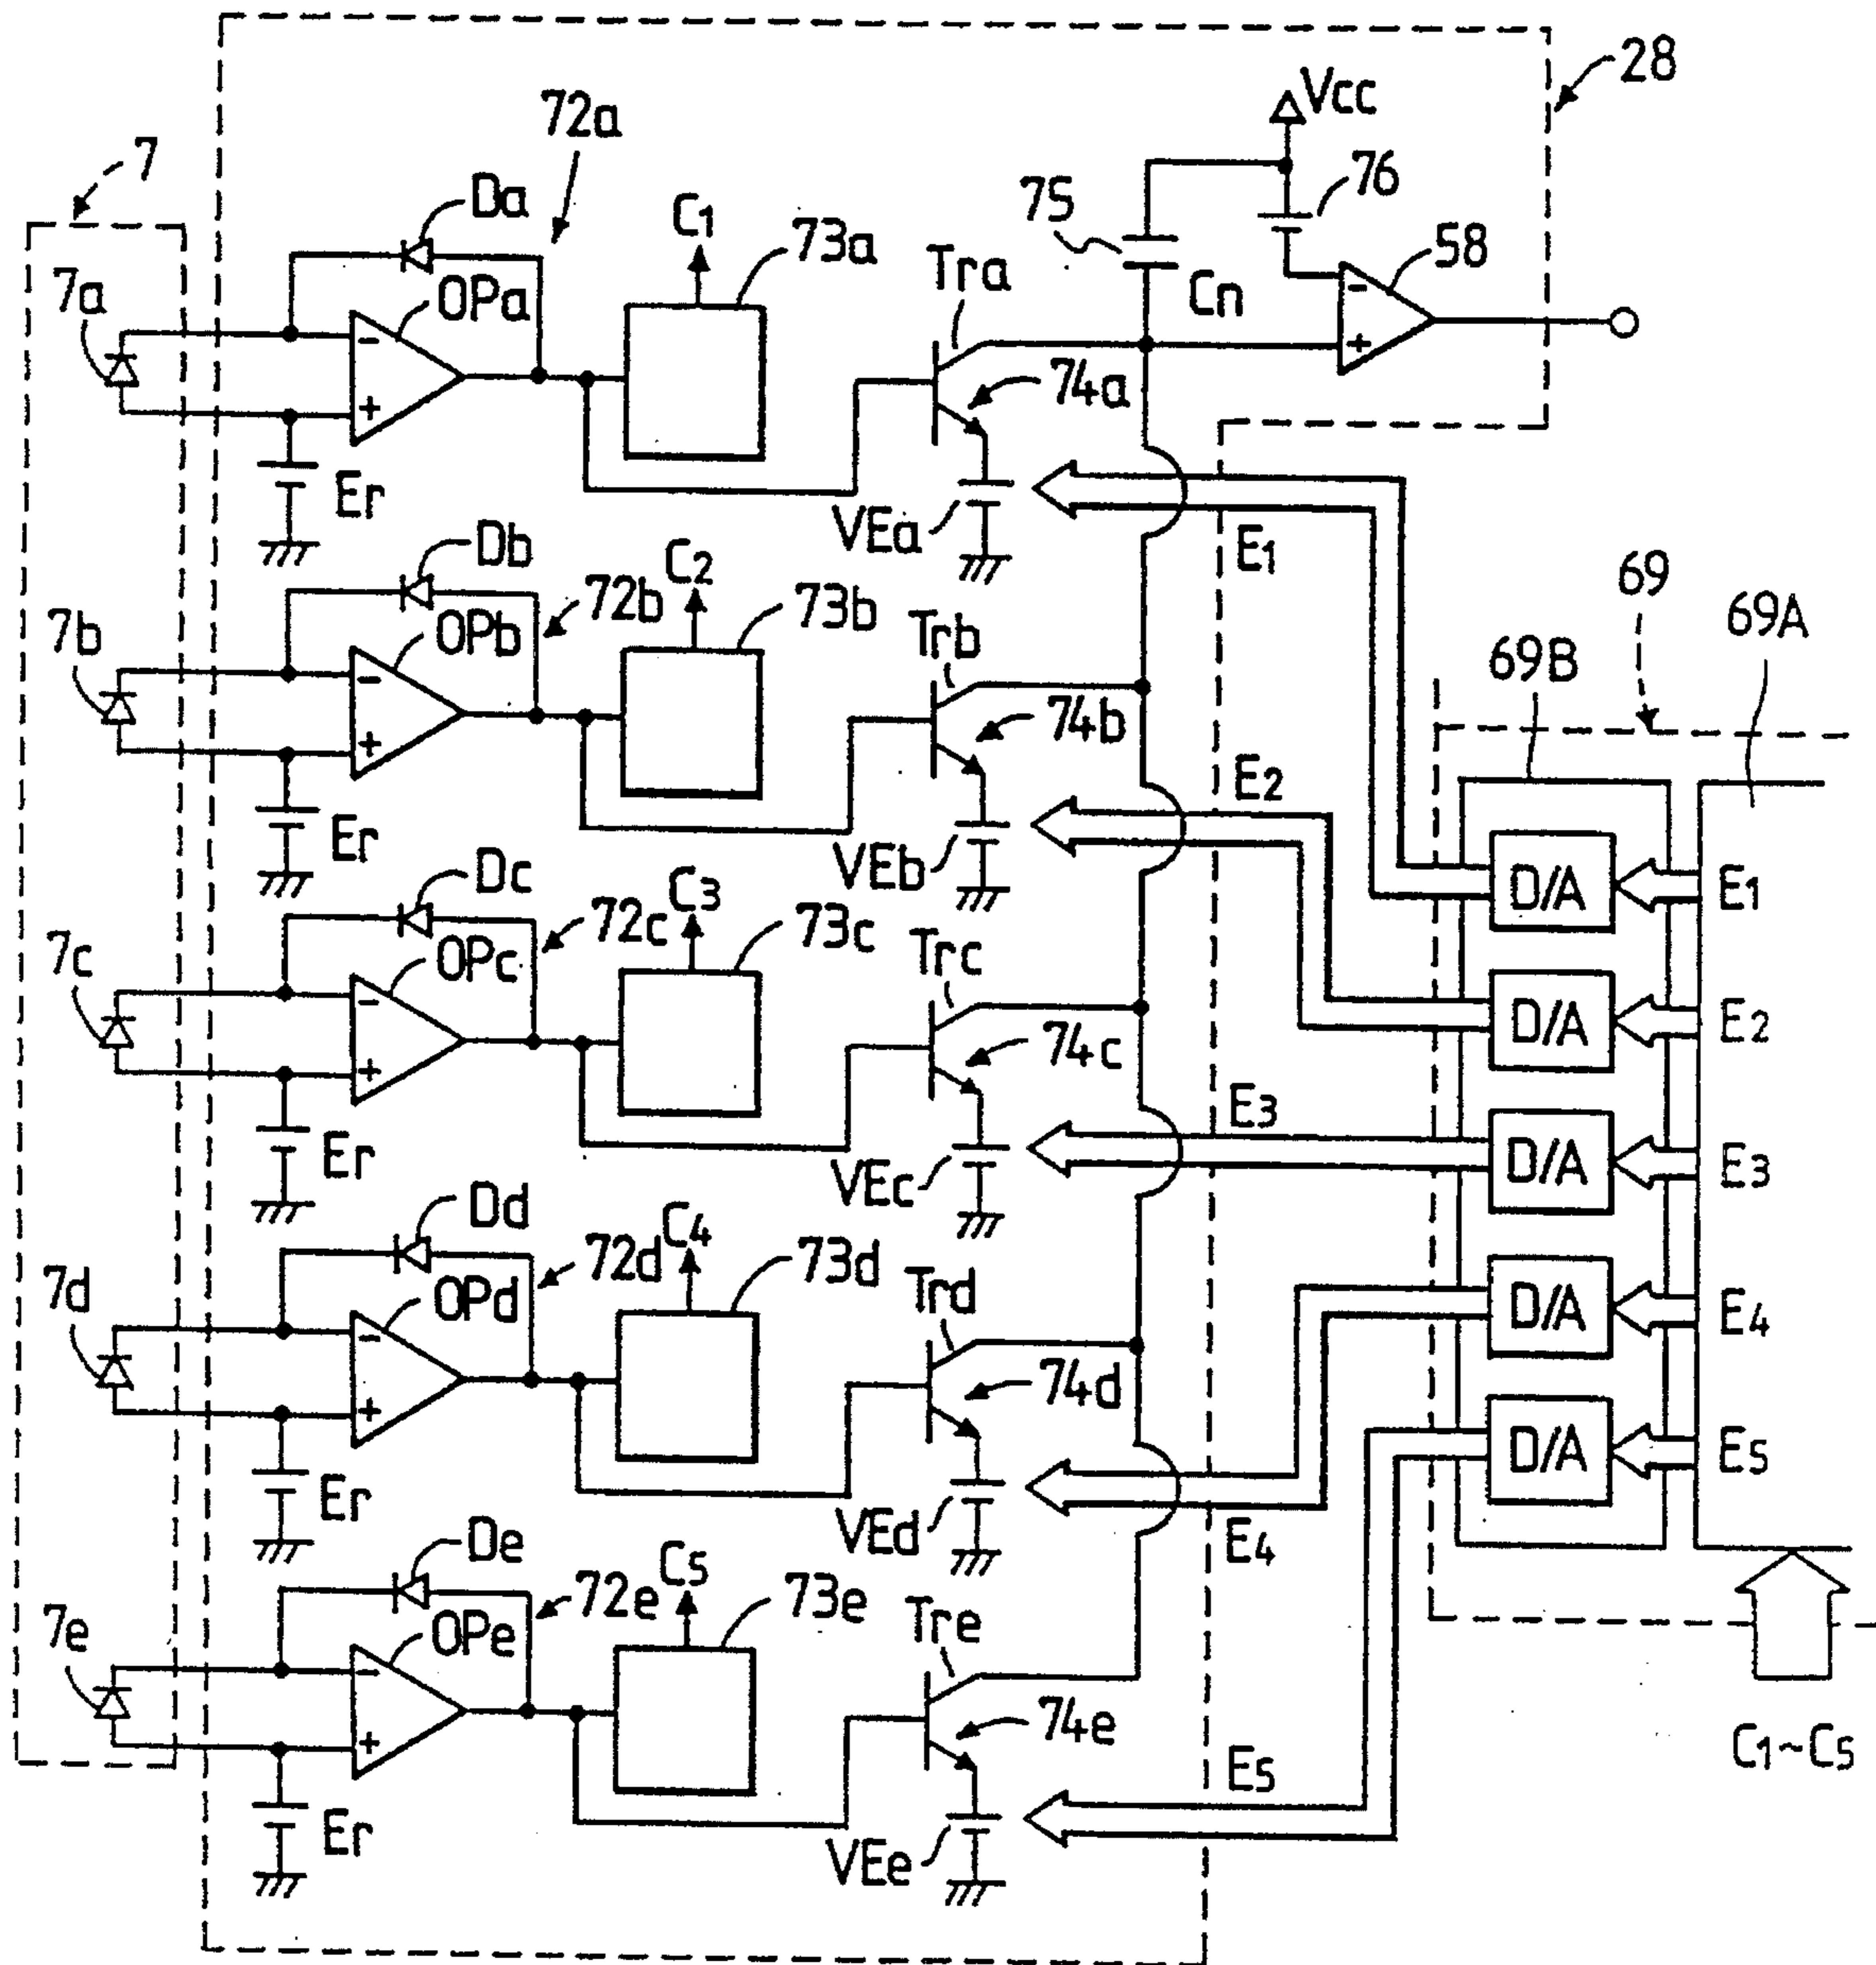 28
Vcc
72a
7
75
76
Da
C1
73a
58
Tra
7a
OPa
Cn
-
-
+
74a
+
Er
VEa
E1
Db
C2
69
72b
73b
69A
7b
OPb
Trb
69B
-
74b
+
E2
Er
VEb
Dc
C3
D/A
E1
7c
72c
73c
OPc
Trc
-
D/A
E2
74c
+
E3
Er
VEc
D/A
E3
Dd
C4
72d
73d
7d
OPd
Trd
D/A
E4
-
74d
+
D/A
E5
Er
VEd
E4
De
C5
72e
73e
7e
OPe
Tre
-
74e
+
C1~C5
E5
Er
VEe